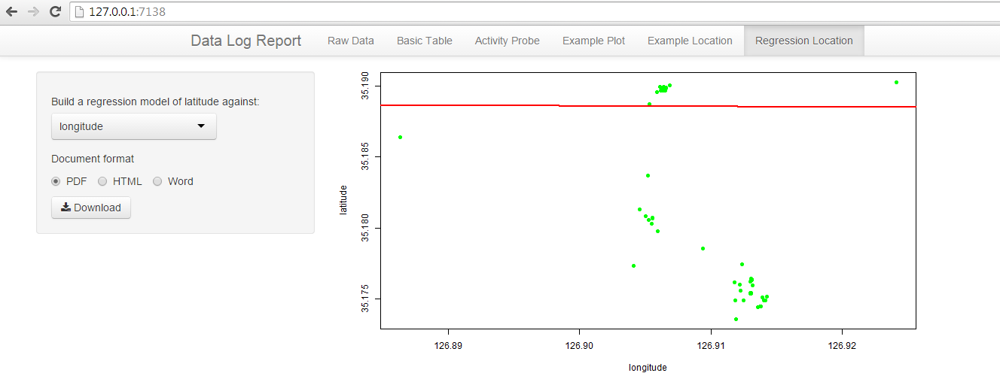 127.0.0.1:7138
Data Log Report Raw Data Basic Table Activity Probe Example Plot Example Location Regression Location
Build a regression model of latitude against:
longitude
Document format
PDF HTML Word
Download
latitude
35.190
35.185
35.180
35.175
126.89 126.90 126.91 126.92
longitude